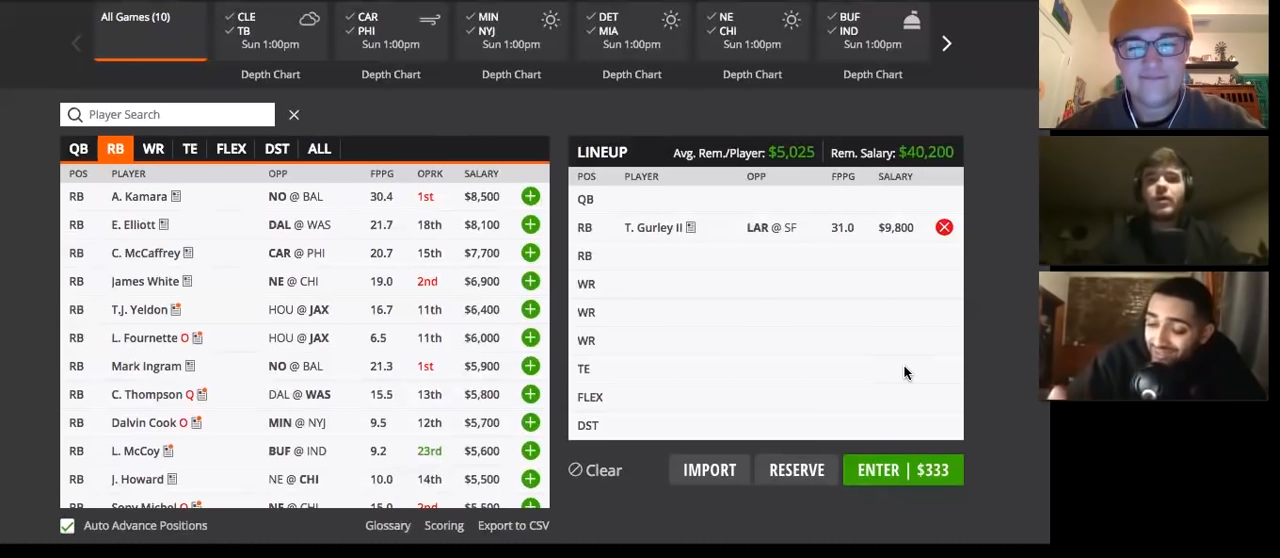 All Games (10)
CLE
TB
Sun 1:00pm
CAR
PHI
Sun 1:00pm
MIN
NYJ
Sun 1:00pm
DET
MIA
Sun 1:00pm
NE
CHI
Sun 1:00pm
BUF
IND
Sun 1:00pm
Depth Chart Depth Chart Depth Chart Depth Chart Depth Chart Depth Chart
Player Search
QB RB WR TE FLEX DST ALL
POS PLAYER OPP FPPG OPRK SALARY
RB A. Kamara NO @ BAL 30.4 1st $8,500
RB E. Elliott DAL @ WAS 21.7 18th $8,100
RB C. McCaffrey CAR @ PHI 20.7 15th $7,700
RB James White NE @ CHI 19.0 2nd $6,900
RB T.J. Yeldon HOU @ JAX 16.7 11th $6,400
RB L. Fournette O HOU @ JAX 6.5 11th $6,000
RB Mark Ingram NO @ BAL 21.3 1st $5,900
RB C. Thompson Q DAL @ WAS 15.5 13th $5,800
RB Dalvin Cook O MIN @ NYJ 9.5 12th $5,700
RB L. McCoy BUF @ IND 9.2 23rd $5,600
RB J. Howard NE @ CHI 10.0 14th $5,500
RB Sony Michel O NE @ CHI 15.0 2nd $5,500
Auto Advance Positions Glossary Scoring Export to CSV
LINEUP Avg. Rem./Player: $5,025 Rem. Salary: $40,200
POS PLAYER OPP FPPG SALARY
QB
RB T. Gurley II LAR @ SF 31.0 $9,800
RB
WR
WR
WR
TE
FLEX
DST
Clear IMPORT RESERVE ENTER | $333